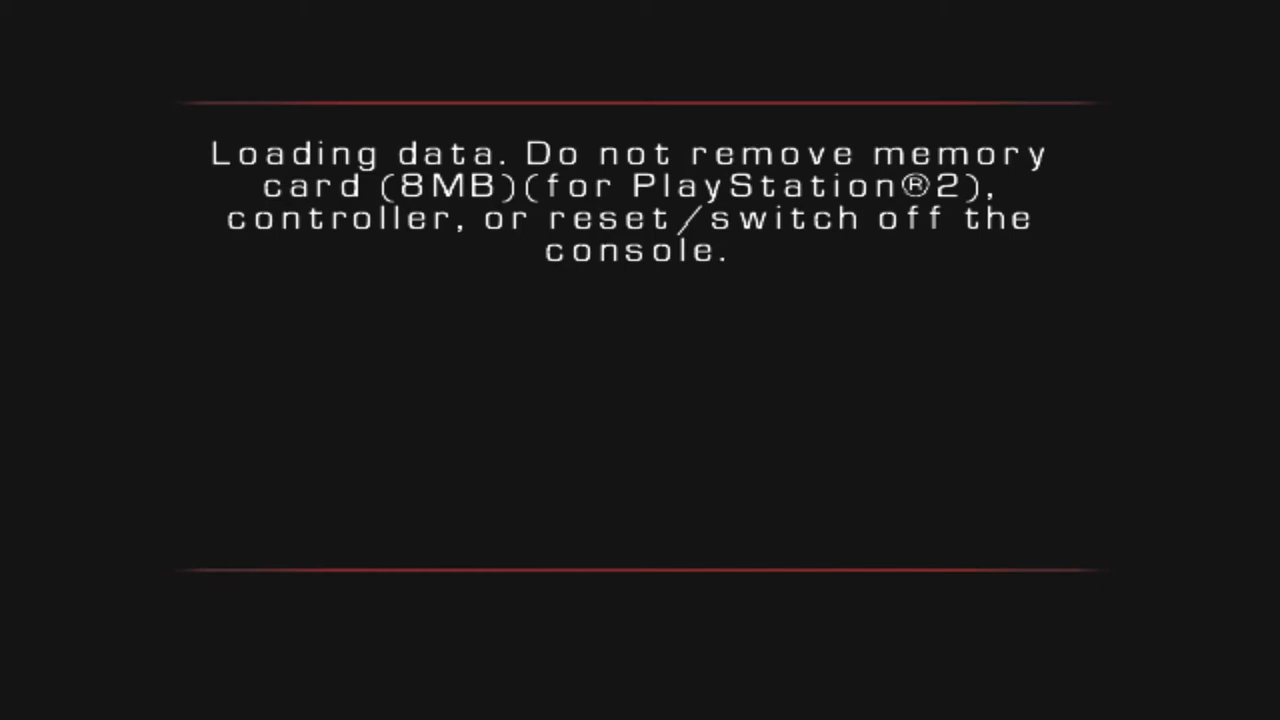 Loading data. Do not remove memory
card (8MB)(for PlayStation®2),
controller, or reset/switch off the
console.